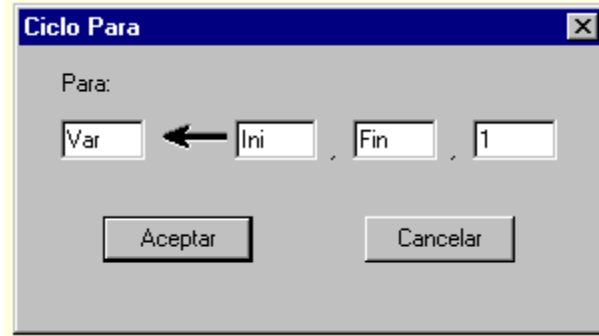 Ciclo Para
Para:
Var Ini , Fin , 1
Aceptar Cancelar